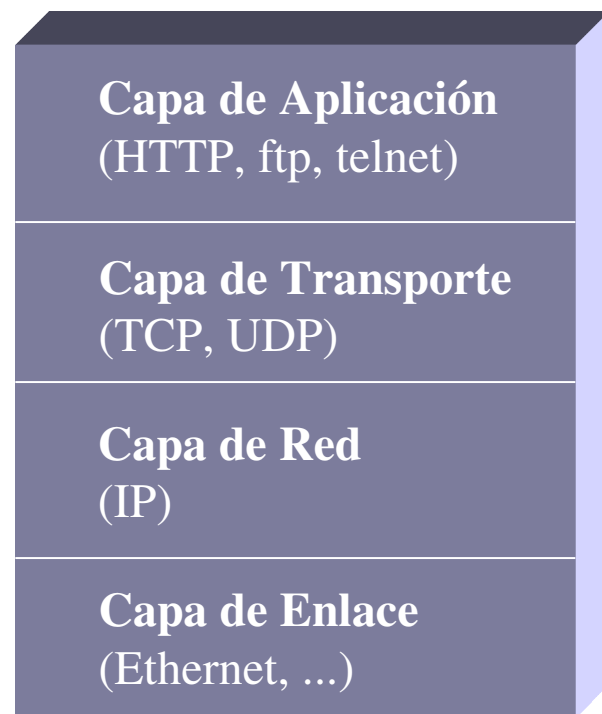 Capa de Aplicación
(HTTP, ftp, telnet)
Capa de Transporte
(TCP, UDP)
Capa de Red
(IP)
Capa de Enlace
(Ethernet, ...)